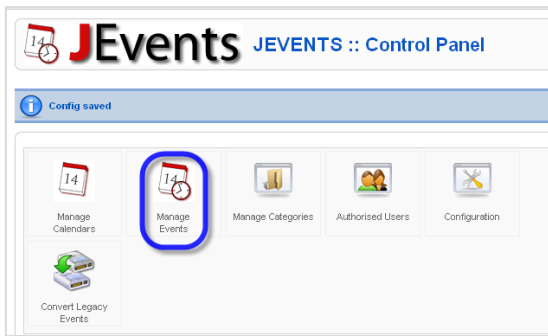 14 JEvents JEVENTS :: Control Panel
Config saved
14 14
Manage Calendars
Manage Events
Manage Categories
Authorised Users
Configuration
Convert Legacy Events